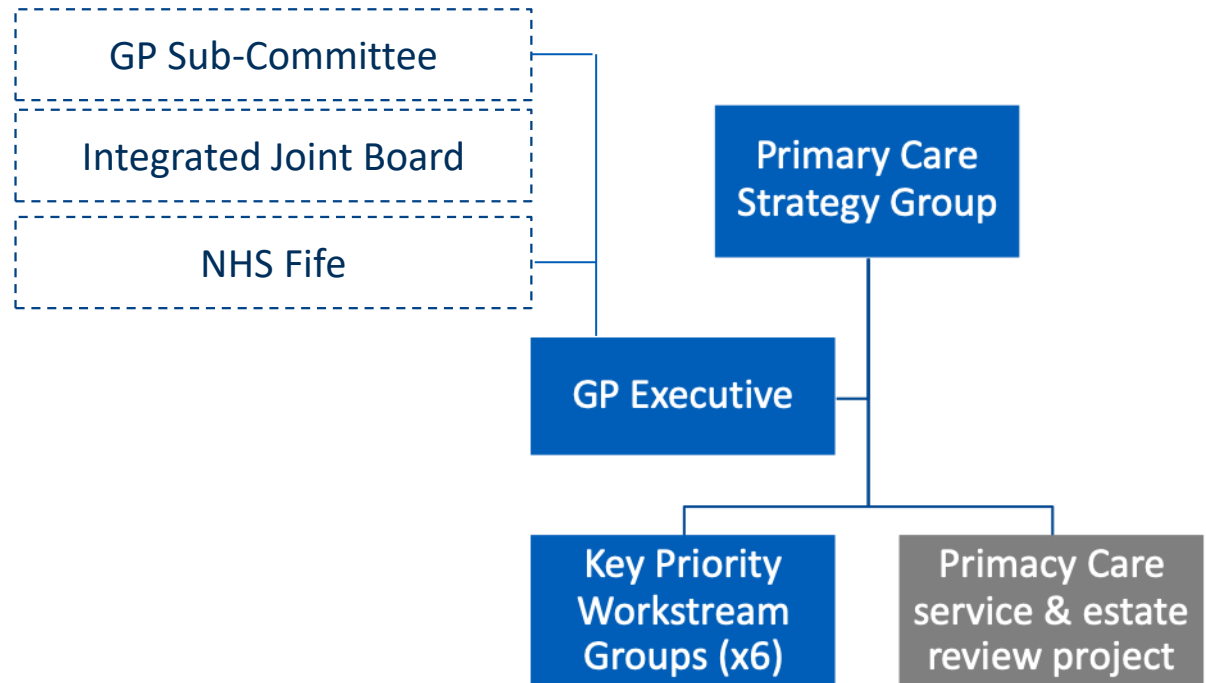 GP Sub-Committee
Integrated Joint Board
NHS Fife
Primary Care
Strategy Group
GP Executive
Key Priority
Workstream
Groups (x6)
Primacy Care
service & estate
review project